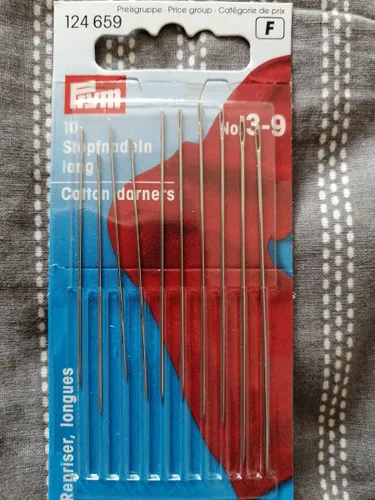 Preisgruppe · Price group · Catégorie de prix
124 659
F
Prym
10
Stopfnadeln
lang
No. 3-9
Cotton darners
Repriser, longues